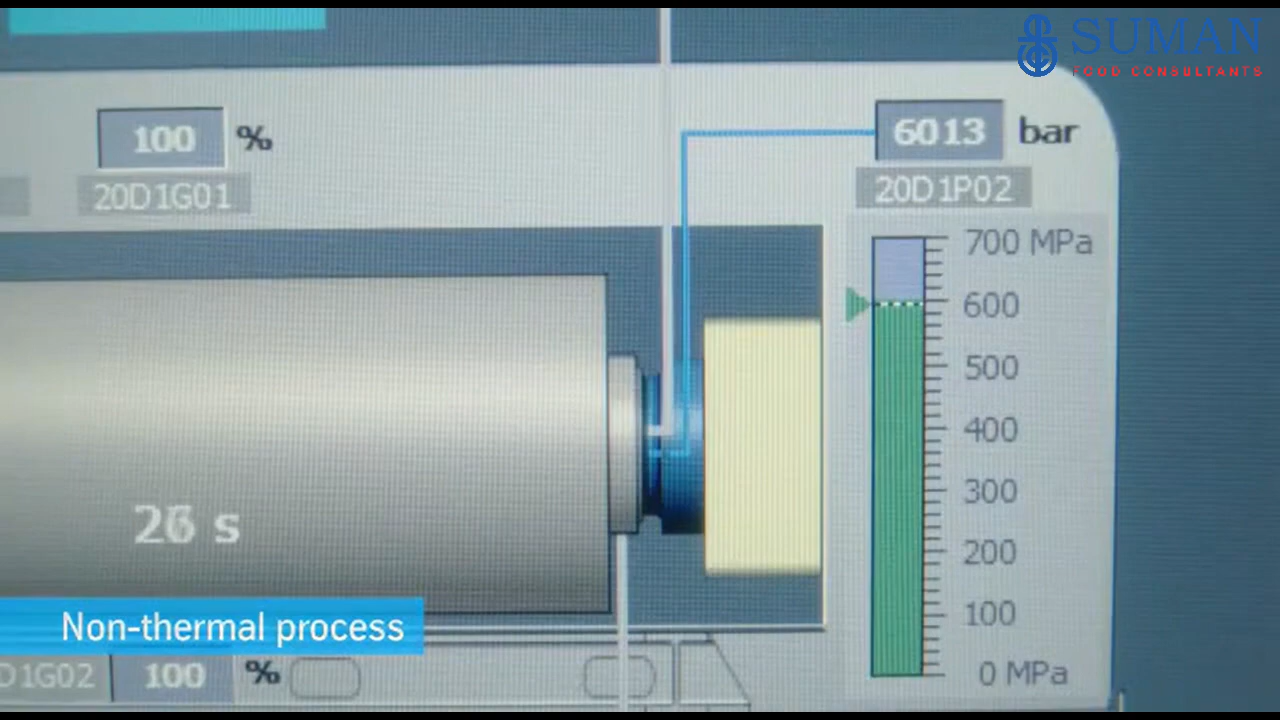 SUMAN
FOOD CONSULTANTS
100 %
20D1G01
6013 bar
20D1P02
700 MPa
600
500
400
300
200
100
0 MPa
s
Non-thermal process
D1G02 100 %